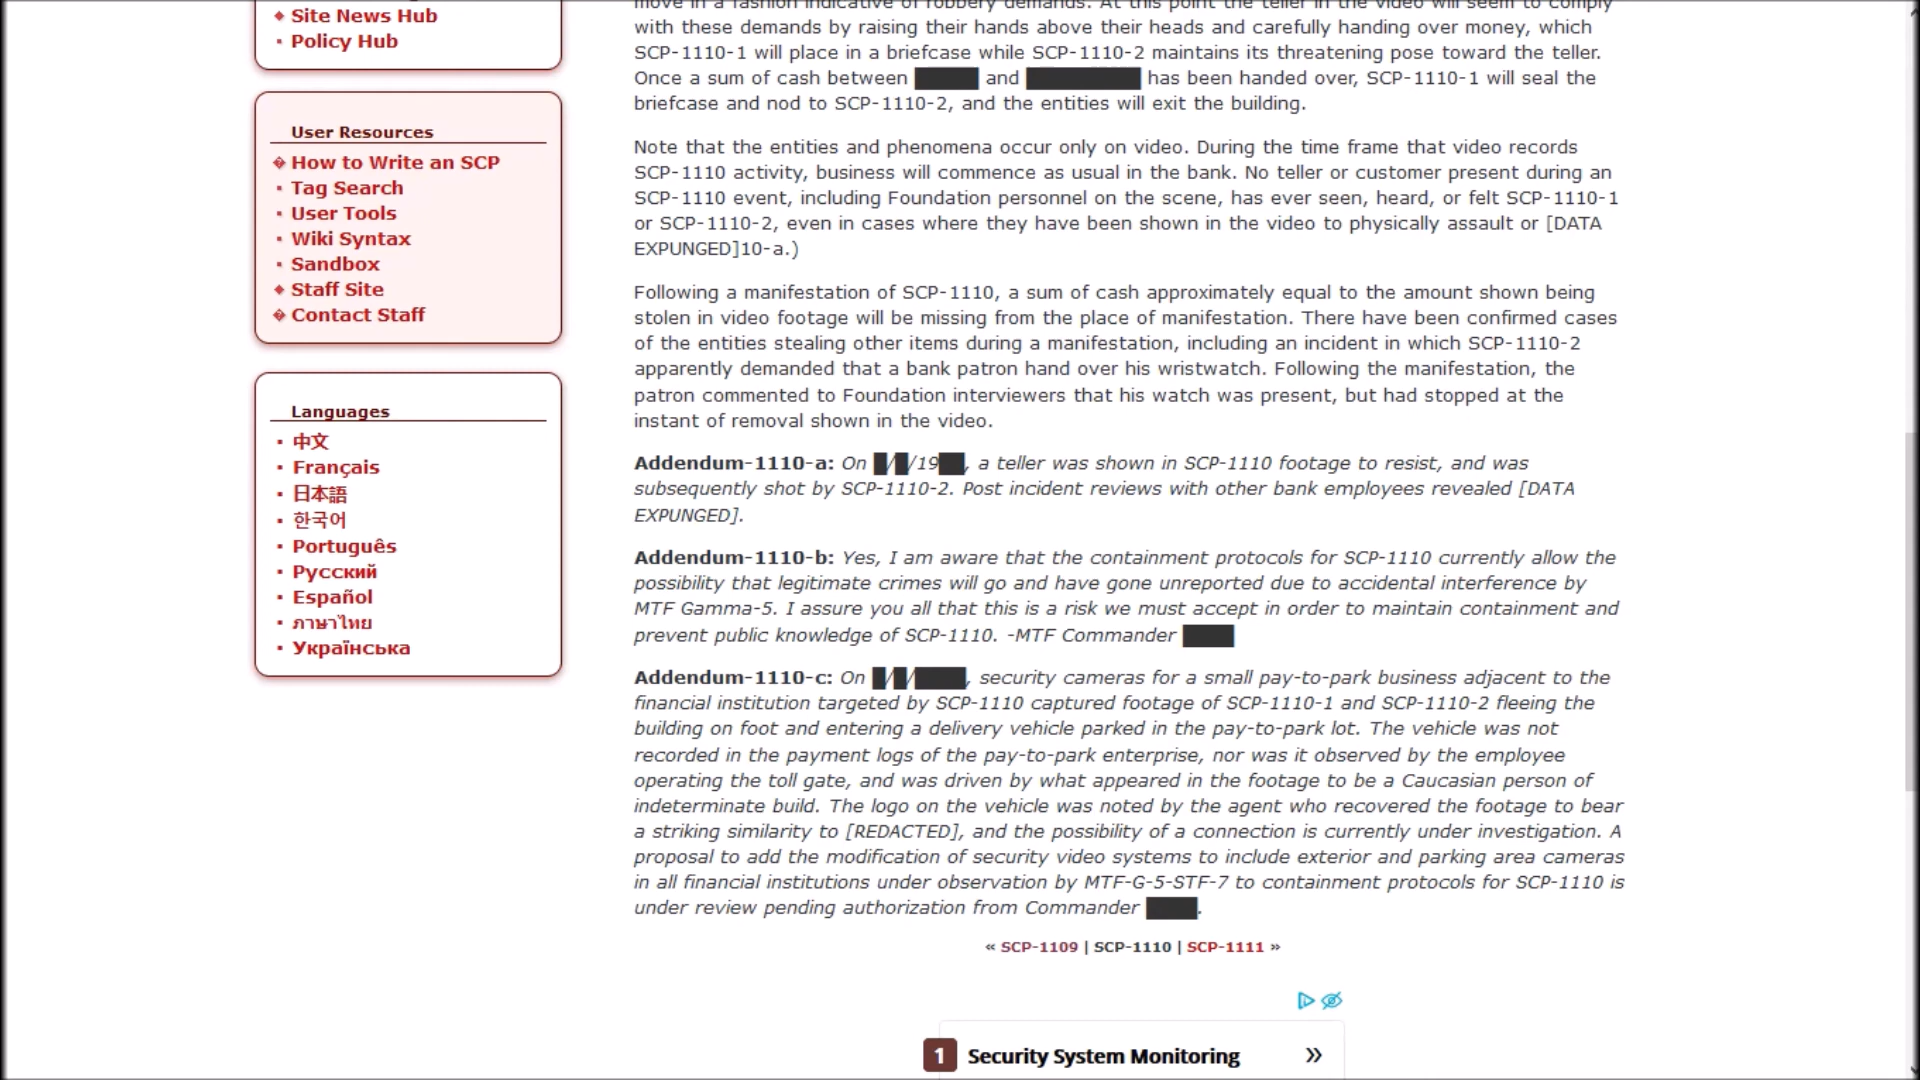 Site News Hub
Policy Hub
User Resources
How to Write an SCP
Tag Search
User Tools
Wiki Syntax
Sandbox
Staff Site
Contact Staff
Languages
中文
Français
日本語
한국어
Português
Русский
Español
ภาษาไทย
Українська
move in a fashion indicative of robbery demands. At this point the teller in the video will seem to comply
with these demands by raising their hands above their heads and carefully handing over money, which
SCP-1110-1 will place in a briefcase while SCP-1110-2 maintains its threatening pose toward the teller.
Once a sum of cash between █████ and █████████ has been handed over, SCP-1110-1 will seal the
briefcase and nod to SCP-1110-2, and the entities will exit the building.
Note that the entities and phenomena occur only on video. During the time frame that video records
SCP-1110 activity, business will commence as usual in the bank. No teller or customer present during an
SCP-1110 event, including Foundation personnel on the scene, has ever seen, heard, or felt SCP-1110-1
or SCP-1110-2, even in cases where they have been shown in the video to physically assault or [DATA
EXPUNGED]10-a.)
Following a manifestation of SCP-1110, a sum of cash approximately equal to the amount shown being
stolen in video footage will be missing from the place of manifestation. There have been confirmed cases
of the entities stealing other items during a manifestation, including an incident in which SCP-1110-2
apparently demanded that a bank patron hand over his wristwatch. Following the manifestation, the
patron commented to Foundation interviewers that his watch was present, but had stopped at the
instant of removal shown in the video.
Addendum-1110-a: On █/█/19██, a teller was shown in SCP-1110 footage to resist, and was
subsequently shot by SCP-1110-2. Post incident reviews with other bank employees revealed [DATA
EXPUNGED].
Addendum-1110-b: Yes, I am aware that the containment protocols for SCP-1110 currently allow the
possibility that legitimate crimes will go and have gone unreported due to accidental interference by
MTF Gamma-5. I assure you all that this is a risk we must accept in order to maintain containment and
prevent public knowledge of SCP-1110. -MTF Commander ████
Addendum-1110-c: On █/█/████, security cameras for a small pay-to-park business adjacent to the
financial institution targeted by SCP-1110 captured footage of SCP-1110-1 and SCP-1110-2 fleeing the
building on foot and entering a delivery vehicle parked in the pay-to-park lot. The vehicle was not
recorded in the payment logs of the pay-to-park enterprise, nor was it observed by the employee
operating the toll gate, and was driven by what appeared in the footage to be a Caucasian person of
indeterminate build. The logo on the vehicle was noted by the agent who recovered the footage to bear
a striking similarity to [REDACTED], and the possibility of a connection is currently under investigation. A
proposal to add the modification of security video systems to include exterior and parking area cameras
in all financial institutions under observation by MTF-G-5-STF-7 to containment protocols for SCP-1110 is
under review pending authorization from Commander ████.
« SCP-1109 | SCP-1110 | SCP-1111 »
1 Security System Monitoring »